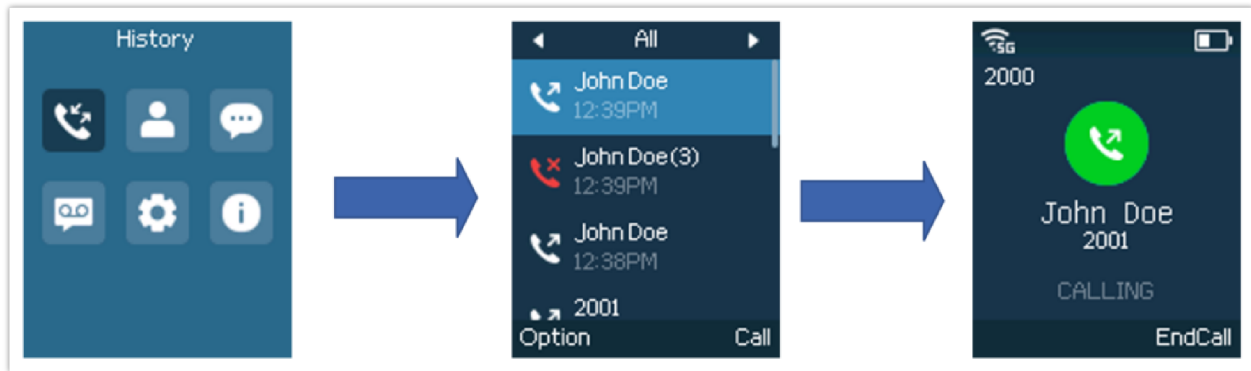 History
All
John Doe
12:39PM
John Doe(3)
12:39PM
John Doe
12:38PM
2001
Option Call
5G
2000
John Doe
2001
CALLING
EndCall